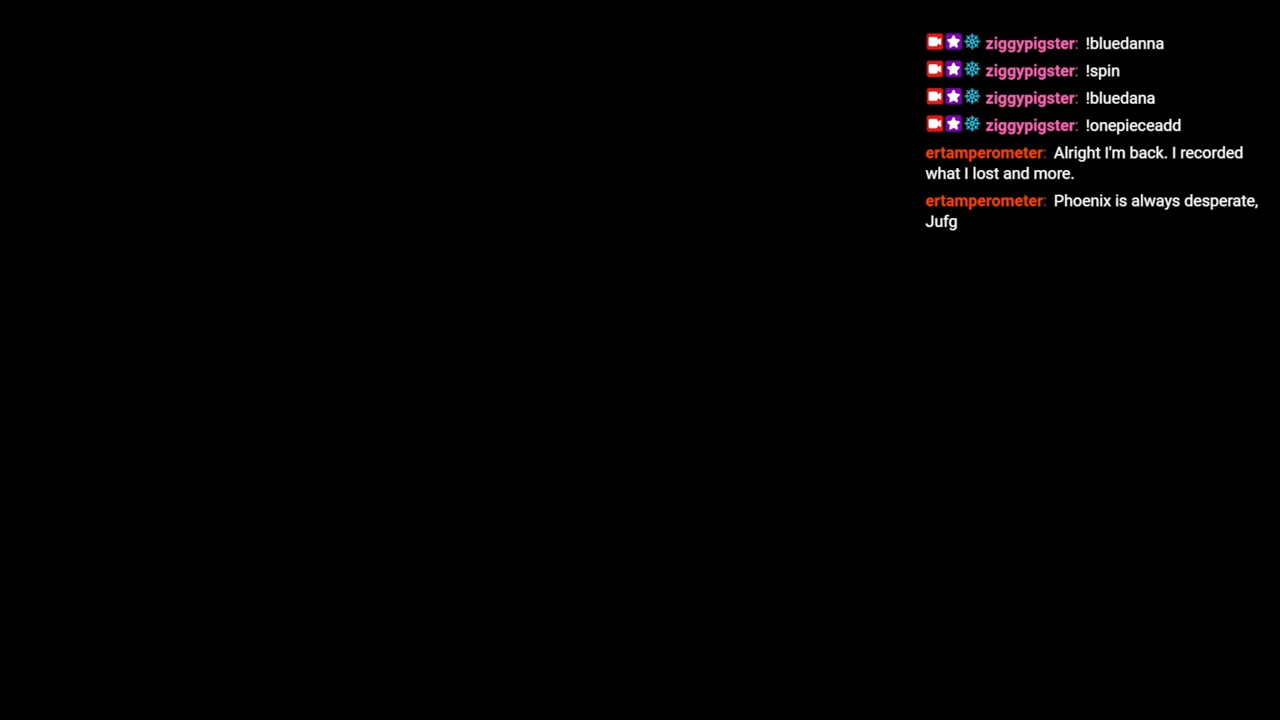 ziggypigster: !bluedanna
ziggypigster: !spin
ziggypigster: !bluedana
ziggypigster: !onepieceadd
ertamperometer: Alright I'm back. I recorded
what I lost and more.
ertamperometer: Phoenix is always desperate,
Jufg